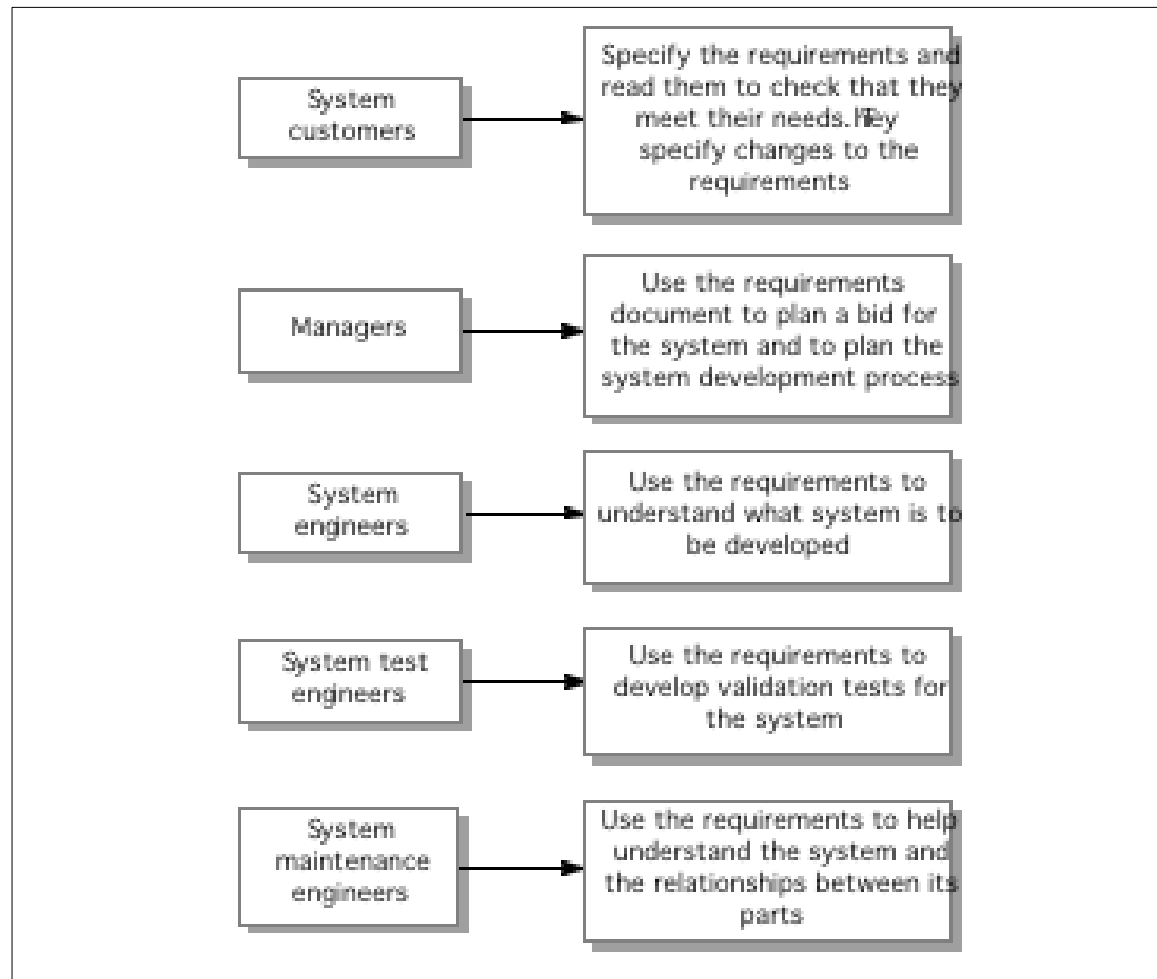 System
customers
Specify the requirements and
read them to check that they
meet their needs. They
specify changes to the
requirements
Managers
Use the requirements
document to plan a bid for
the system and to plan the
system development process
System
engineers
Use the requirements to
understand what system is to
be developed
System test
engineers
Use the requirements to
develop validation tests for
the system
System
maintenance
engineers
Use the requirements to help
understand the system and
the relationships between its
parts